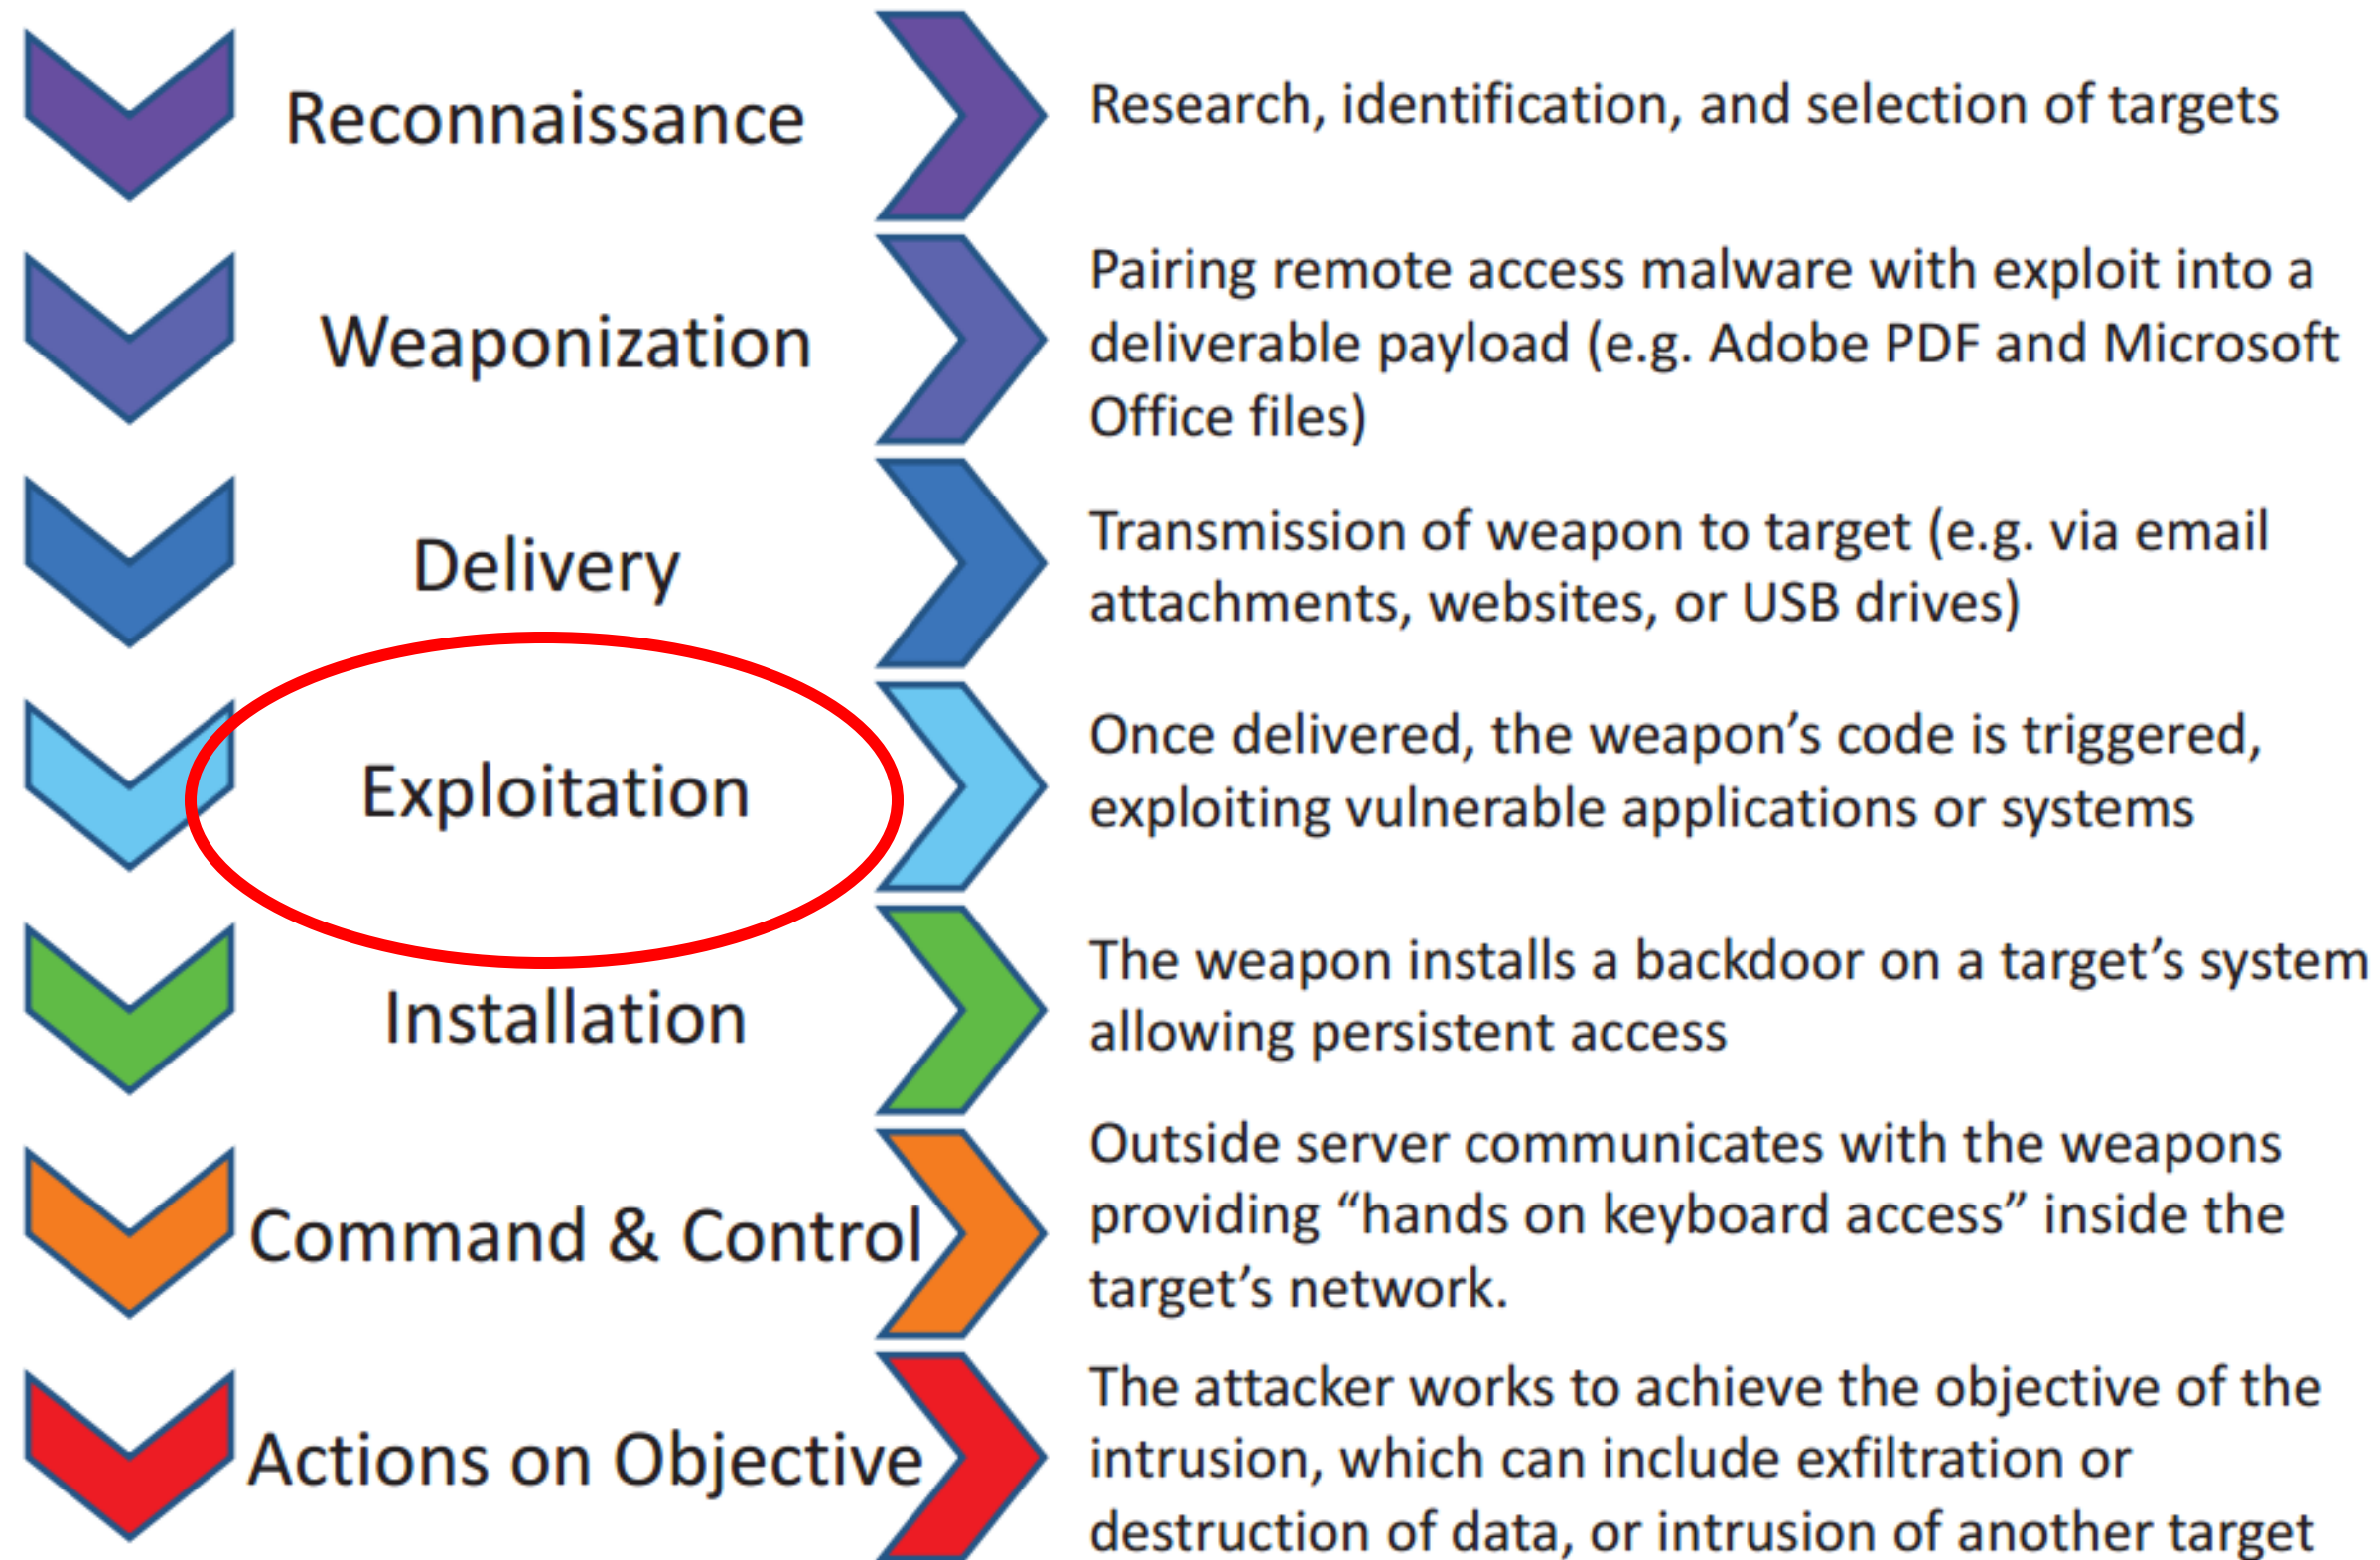 Reconnaissance
Research, identification, and selection of targets
Weaponization
Pairing remote access malware with exploit into a
deliverable payload (e.g. Adobe PDF and Microsoft
Office files)
Delivery
Transmission of weapon to target (e.g. via email
attachments, websites, or USB drives)
Exploitation
Once delivered, the weapon’s code is triggered,
exploiting vulnerable applications or systems
Installation
The weapon installs a backdoor on a target’s system
allowing persistent access
Command & Control
Outside server communicates with the weapons
providing “hands on keyboard access” inside the
target’s network.
Actions on Objective
The attacker works to achieve the objective of the
intrusion, which can include exfiltration or
destruction of data, or intrusion of another target